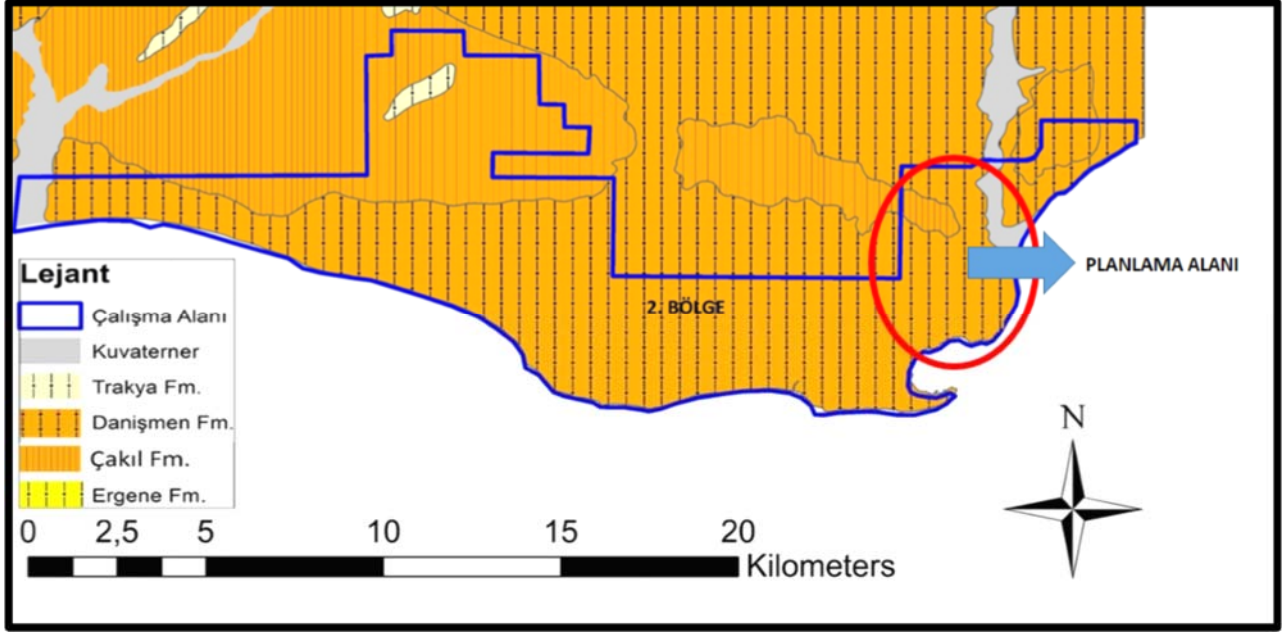 PLANLAMA ALANI
2. BÖLGE
Lejant
Çalışma Alanı
Kuvaterner
Trakya Fm.
Danişmen Fm.
Çakıl Fm.
Ergene Fm.
N
0 2,5 5 10 15 20
Kilometers